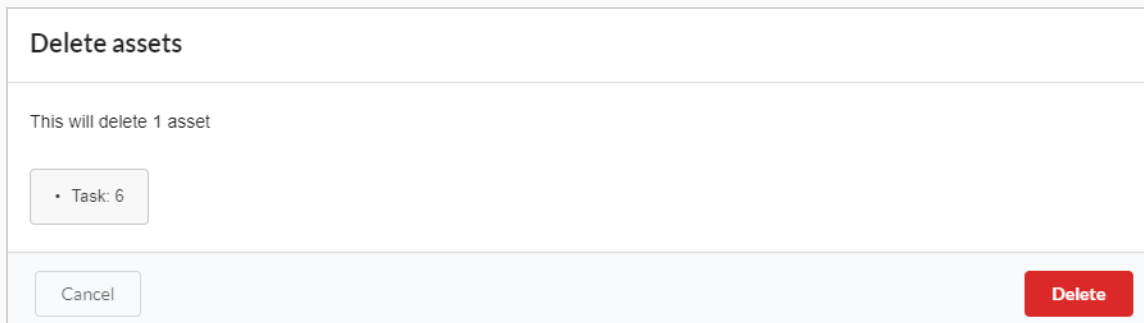 Delete assets
This will delete 1 asset
• Task: 6
Cancel
Delete